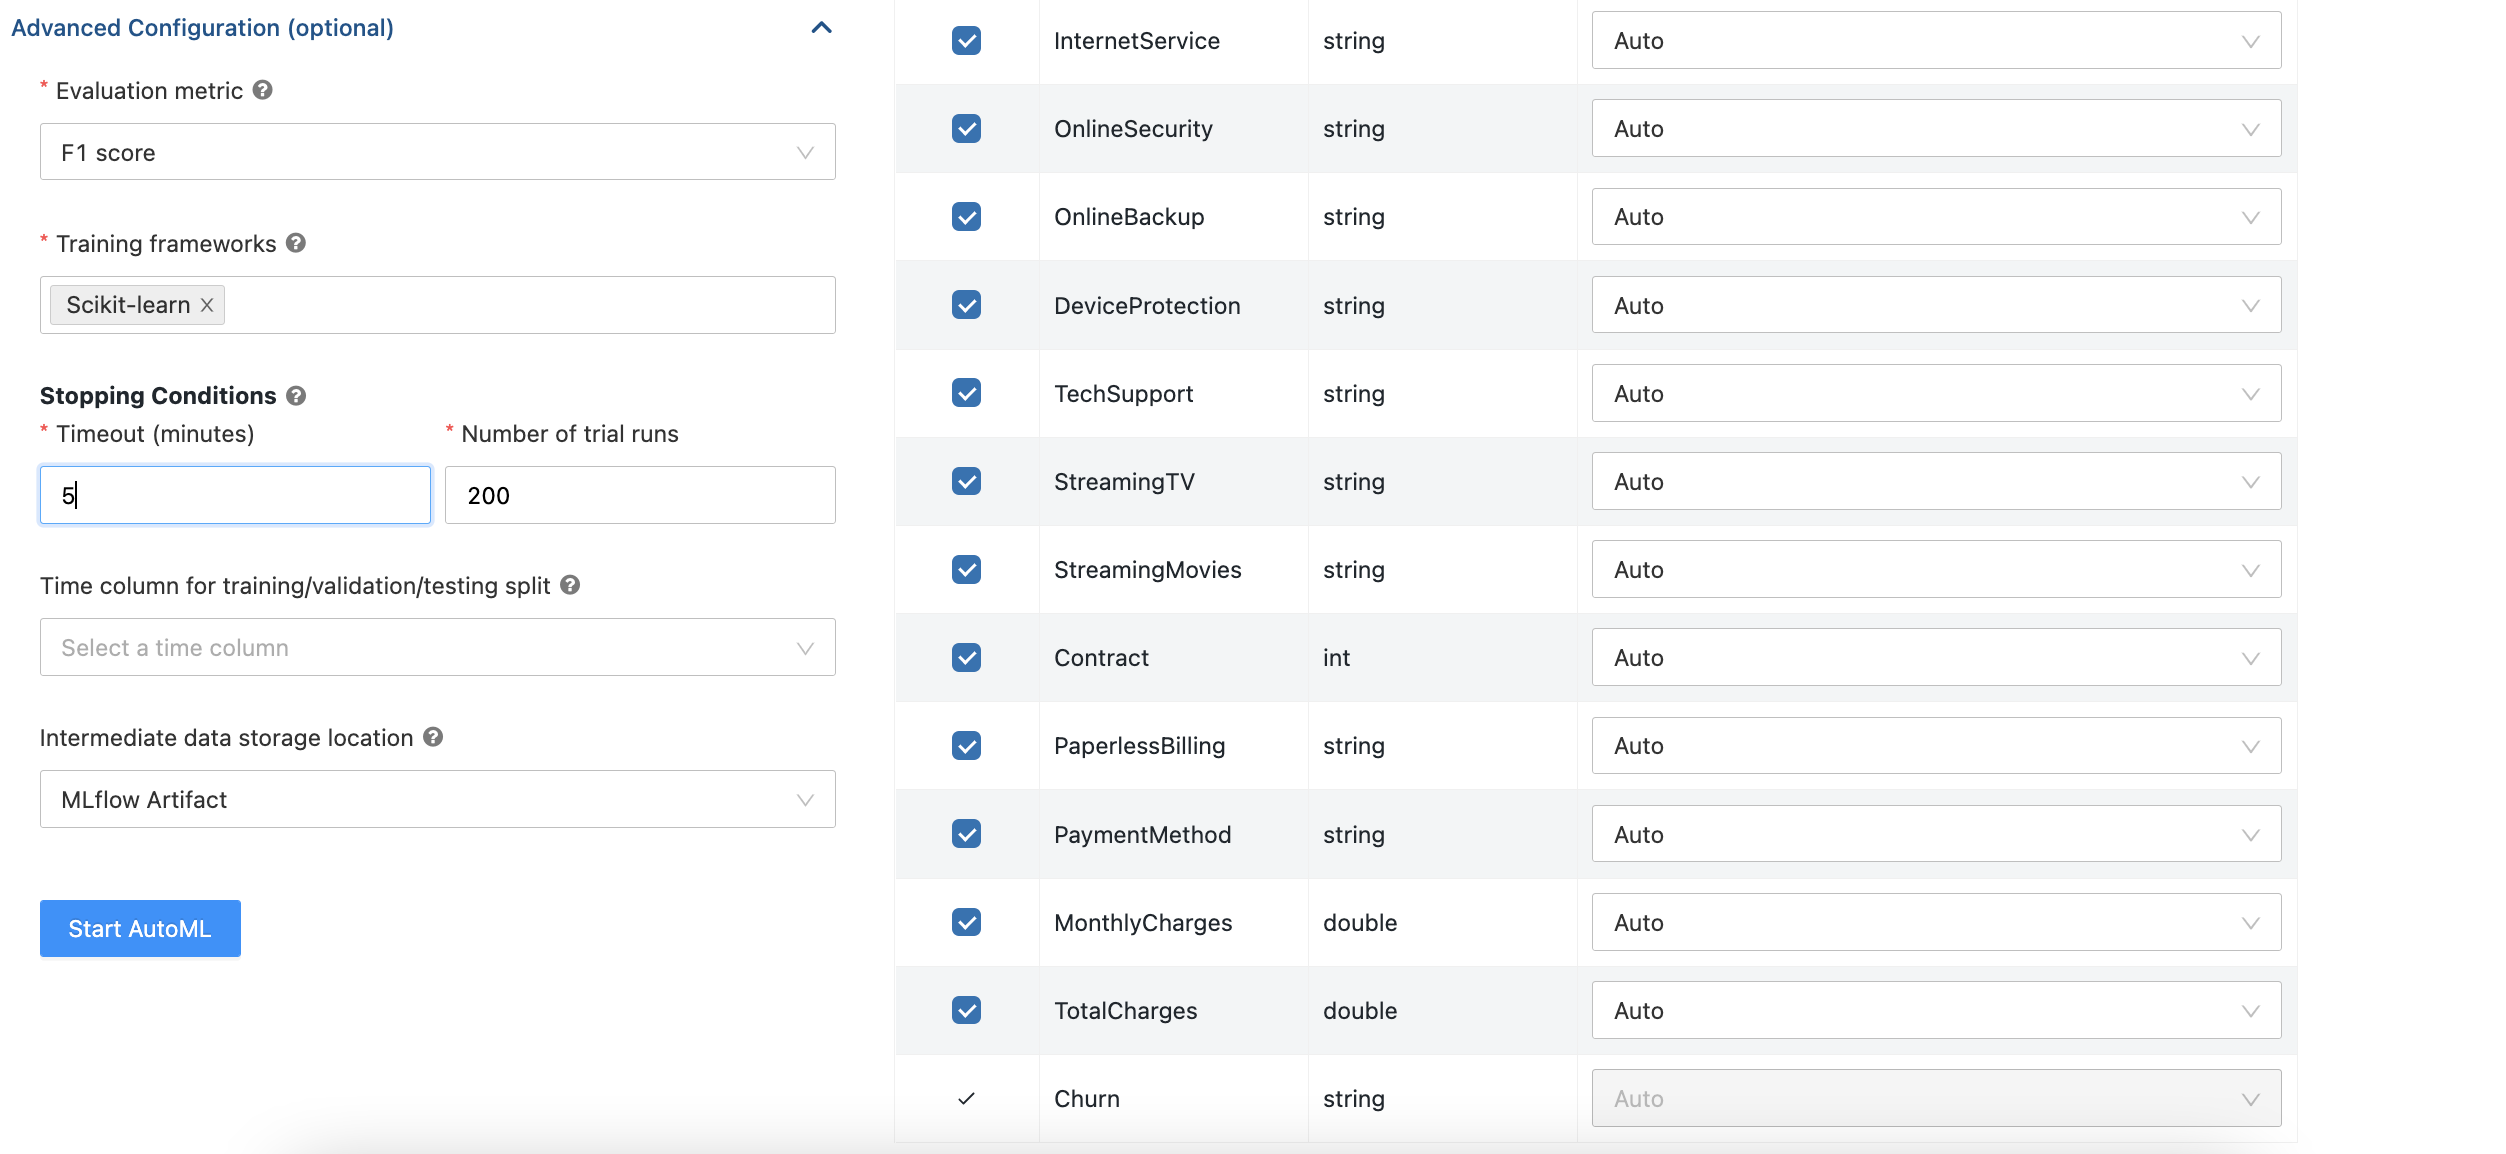 Advanced Configuration (optional)
* Evaluation metric ?
F1 score
* Training frameworks ?
Scikit-learn X
Stopping Conditions ?
* Timeout (minutes)
* Number of trial runs
5
200
Time column for training/validation/testing split ?
Select a time column
Intermediate data storage location ?
MLflow Artifact
Start AutoML
InternetService string Auto
OnlineSecurity string Auto
OnlineBackup string Auto
DeviceProtection string Auto
TechSupport string Auto
StreamingTV string Auto
StreamingMovies string Auto
Contract int Auto
PaperlessBilling string Auto
PaymentMethod string Auto
MonthlyCharges double Auto
TotalCharges double Auto
Churn string Auto